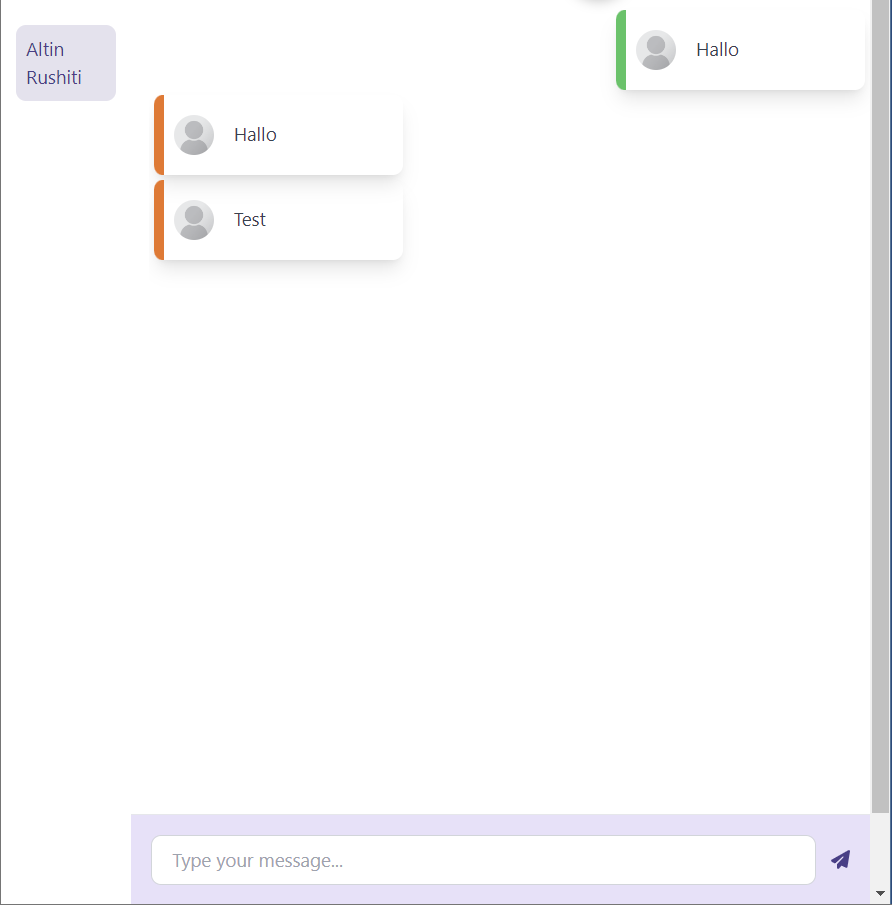 Altin
Rushiti
Hallo
Hallo
Test
Type your message...